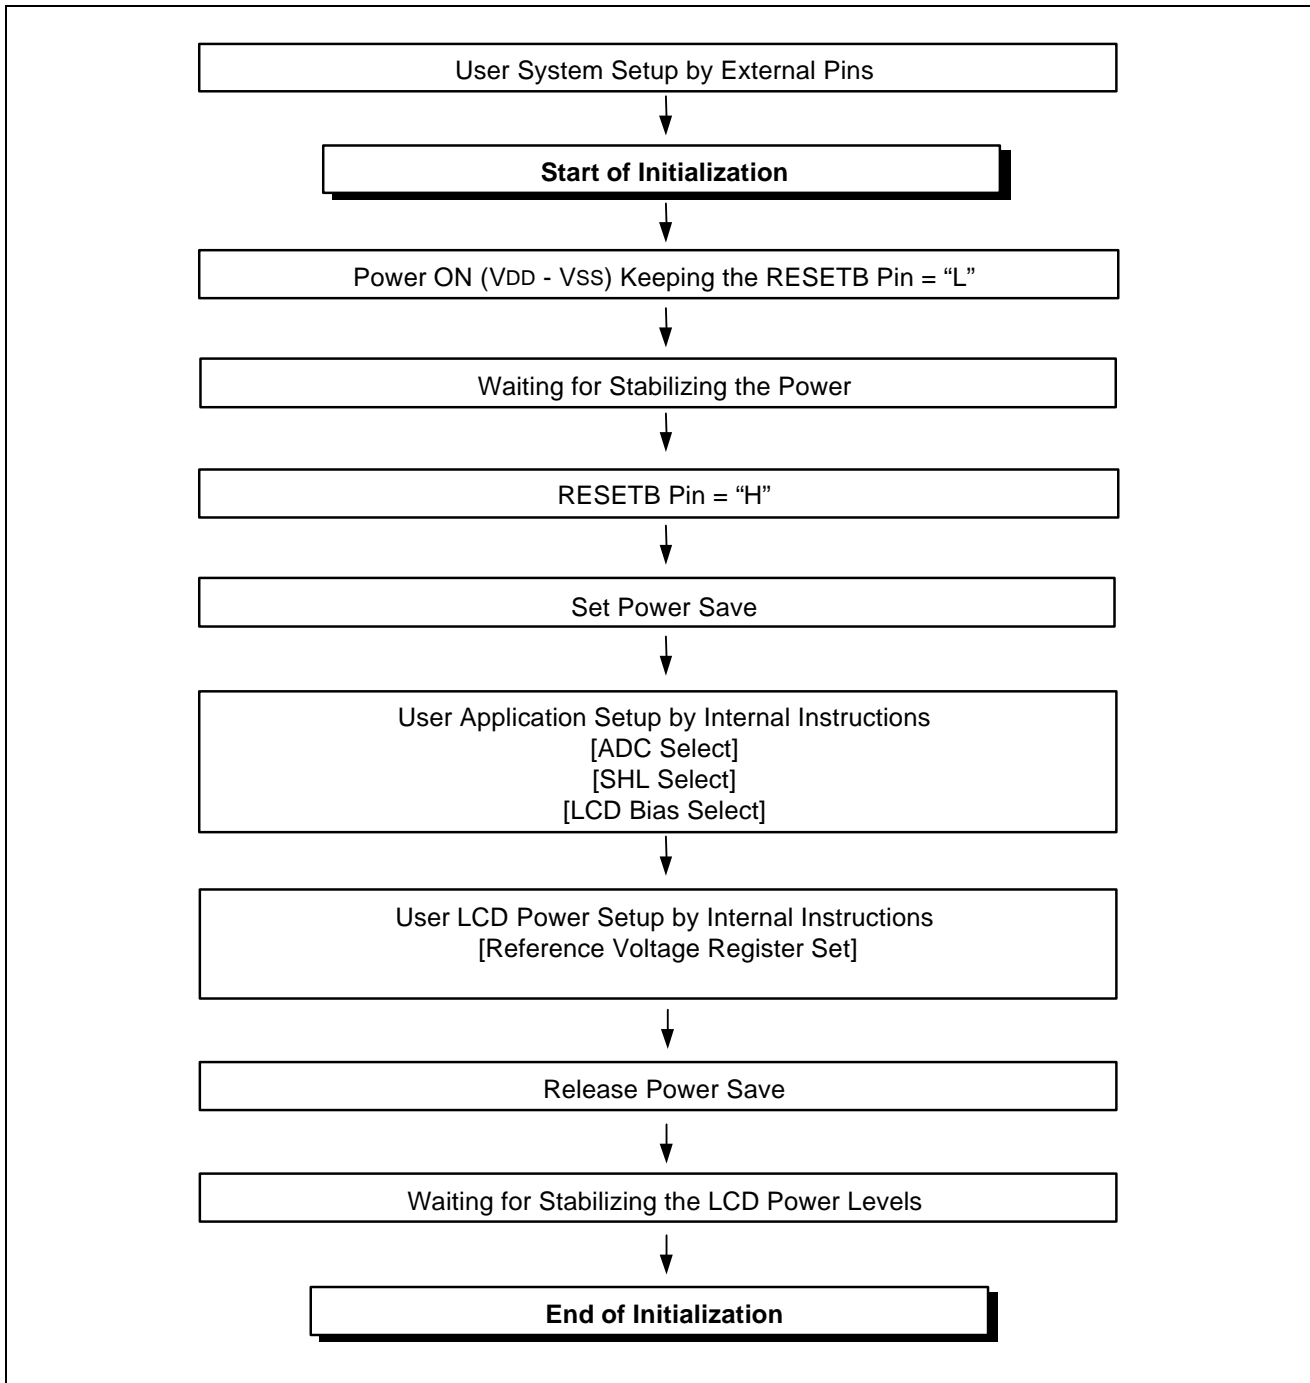 User System Setup by External Pins
Start of Initialization
Power ON (VDD - VSS) Keeping the RESETB Pin = “L”
Waiting for Stabilizing the Power
RESETB Pin = “H”
Set Power Save
User Application Setup by Internal Instructions
[ADC Select]
[SHL Select]
[LCD Bias Select]
User LCD Power Setup by Internal Instructions
[Reference Voltage Register Set]
Release Power Save
Waiting for Stabilizing the LCD Power Levels
End of Initialization